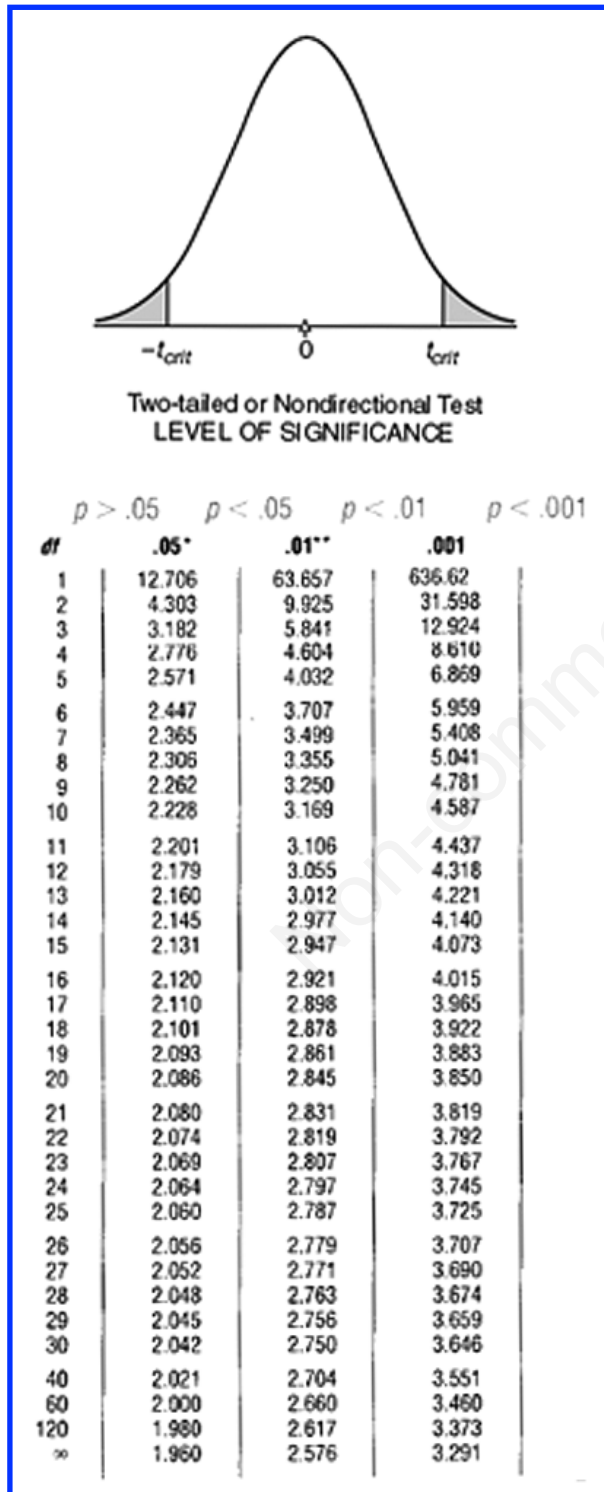 −tcrit 0 tcrit
Two-tailed or Nondirectional Test
LEVEL OF SIGNIFICANCE
p > .05 p < .05 p < .01 p < .001
df .05* .01** .001
1 12.706 63.657 636.62
2 4.303 9.925 31.598
3 3.182 5.841 12.924
4 2.776 4.604 8.610
5 2.571 4.032 6.869
6 2.447 3.707 5.959
7 2.365 3.499 5.408
8 2.306 3.355 5.041
9 2.262 3.250 4.781
10 2.228 3.169 4.587
11 2.201 3.106 4.437
12 2.179 3.055 4.318
13 2.160 3.012 4.221
14 2.145 2.977 4.140
15 2.131 2.947 4.073
16 2.120 2.921 4.015
17 2.110 2.898 3.965
18 2.101 2.878 3.922
19 2.093 2.861 3.883
20 2.086 2.845 3.850
21 2.080 2.831 3.819
22 2.074 2.819 3.792
23 2.069 2.807 3.767
24 2.064 2.797 3.745
25 2.060 2.787 3.725
26 2.056 2.779 3.707
27 2.052 2.771 3.690
28 2.048 2.763 3.674
29 2.045 2.756 3.659
30 2.042 2.750 3.646
40 2.021 2.704 3.551
60 2.000 2.660 3.460
120 1.980 2.617 3.373
∞ 1.960 2.576 3.291
Non-comm